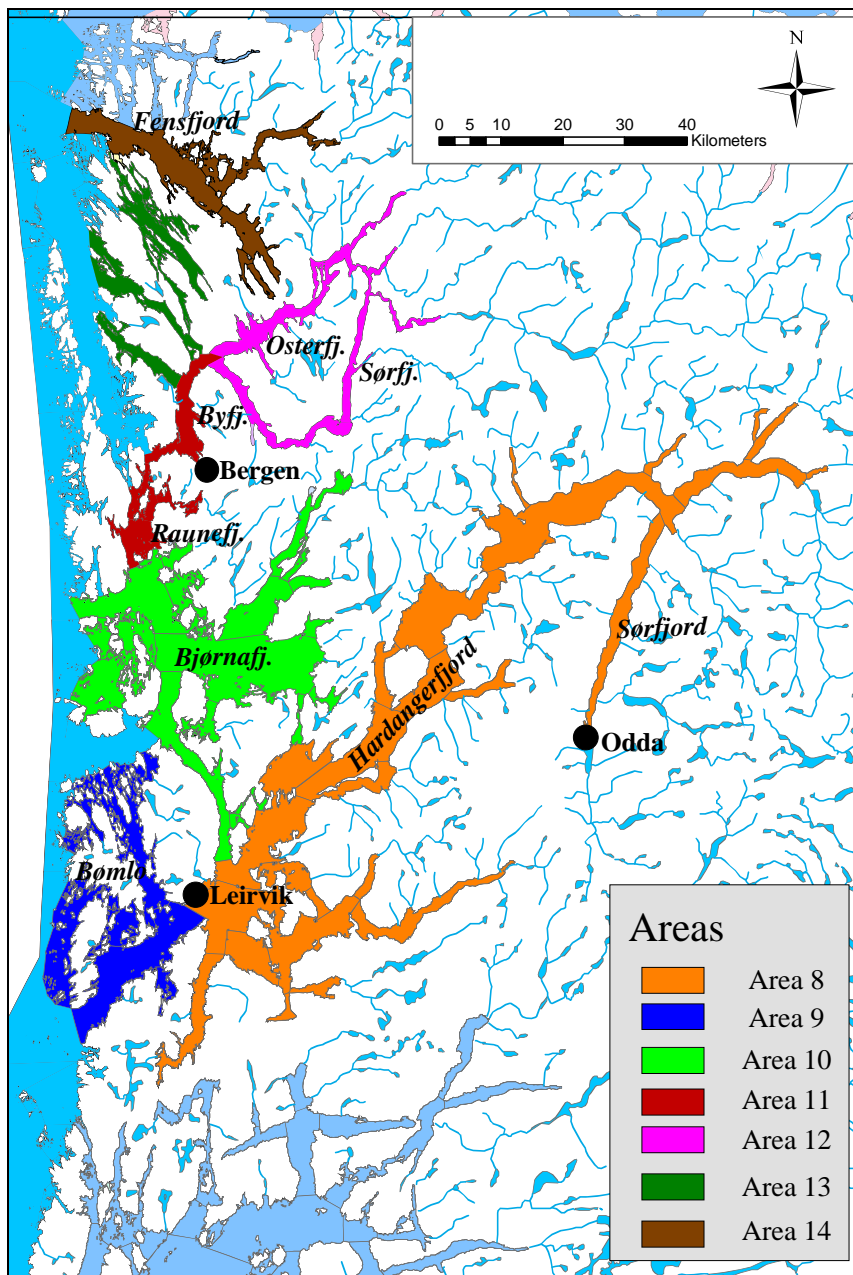 N
0 5 10 20 30 40
Kilometers
Fensfjord
Osterfj.
Sørfj.
Byfj.
Bergen
Raunefj.
Sørfjord
Bjørnafj.
Hardangerfjord
Odda
Bømlo
Leirvik
Areas
Area 8
Area 9
Area 10
Area 11
Area 12
Area 13
Area 14